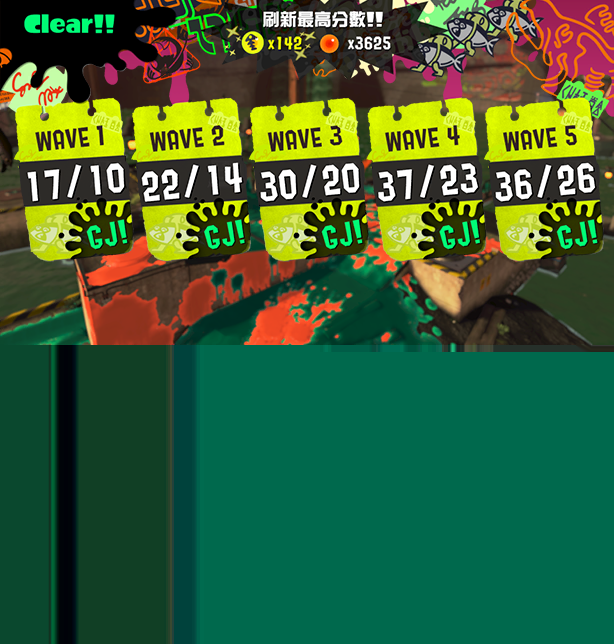 Clear!!
刷新最高分數!!
x142 x3625
WAVE 1
17/10
GJ!
WAVE 2
22/14
GJ!
WAVE 3
30/20
GJ!
WAVE 4
37/23
GJ!
WAVE 5
36/26
GJ!